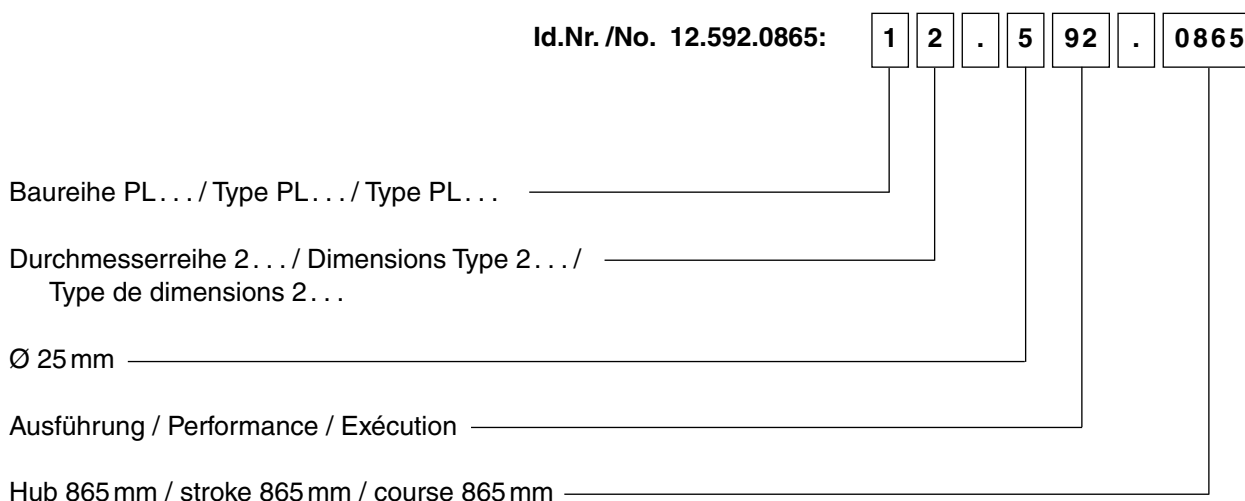 Id.Nr. /No. 12.592.0865: 1 2 . 5 92 . 0865
Baureihe PL. . . / Type PL. . . / Type PL. . .
Durchmesserreihe 2. . . / Dimensions Type 2. . . /
Type de dimensions 2. . .
Ø 25 mm
Ausführung / Performance / Exécution
Hub 865 mm / stroke 865 mm / course 865 mm